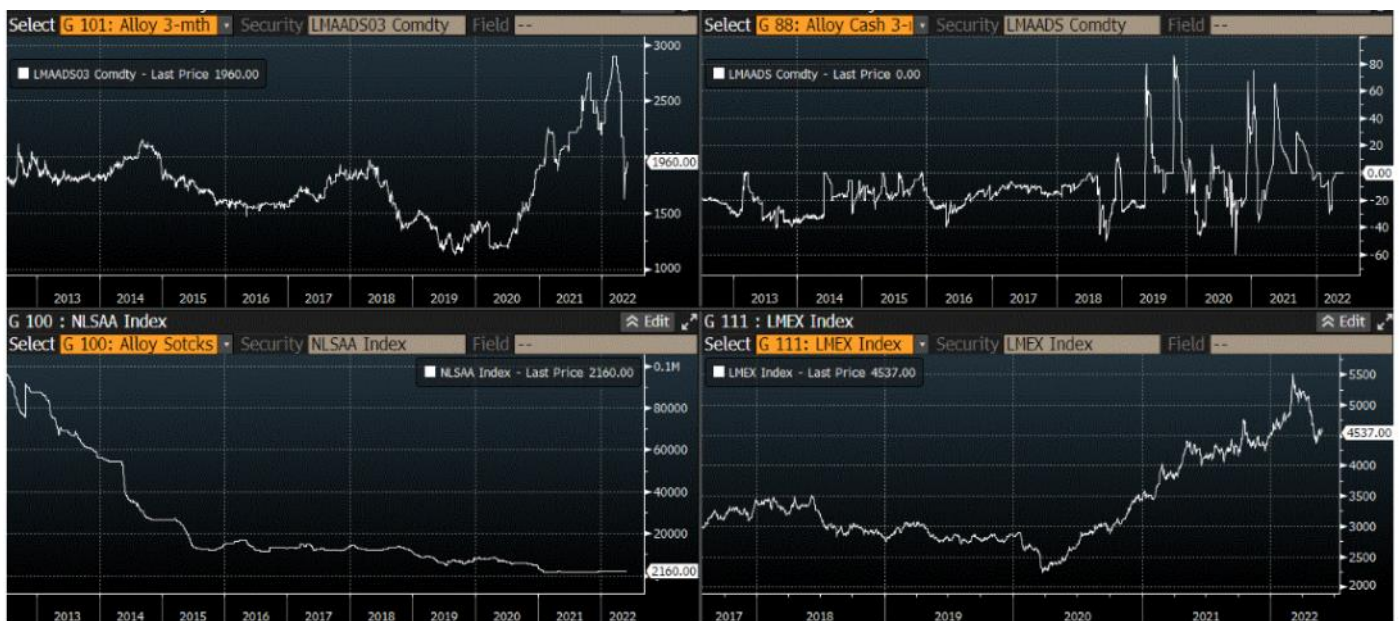 Select G 101: Alloy 3-mth Security LMAADS03 Comdty Field --
LMAADS03 Comdty - Last Price 1960.00
3000
2500
1960.00
1500
1000
2013 2014 2015 2016 2017 2018 2019 2020 2021 2022
Select G 88: Alloy Cash 3- Security LMAADS Comdty Field --
LMAADS Comdty - Last Price 0.00
80
60
40
20
0.00
-20
-40
-60
2013 2014 2015 2016 2017 2018 2019 2020 2021 2022
G 100 : NLSAA Index Edit
Select G 100: Alloy Sotcks Security NLSAA Index Field --
NLSAA Index - Last Price 2160.00
0.1M
80000
60000
40000
20000
2160.00
2013 2014 2015 2016 2017 2018 2019 2020 2021 2022
G 111 : LMEX Index Edit
Select G 111: LMEX Index Security LMEX Index Field --
LMEX Index - Last Price 4537.00
5500
5000
4537.00
4000
3500
3000
2500
2000
2017 2018 2019 2020 2021 2022